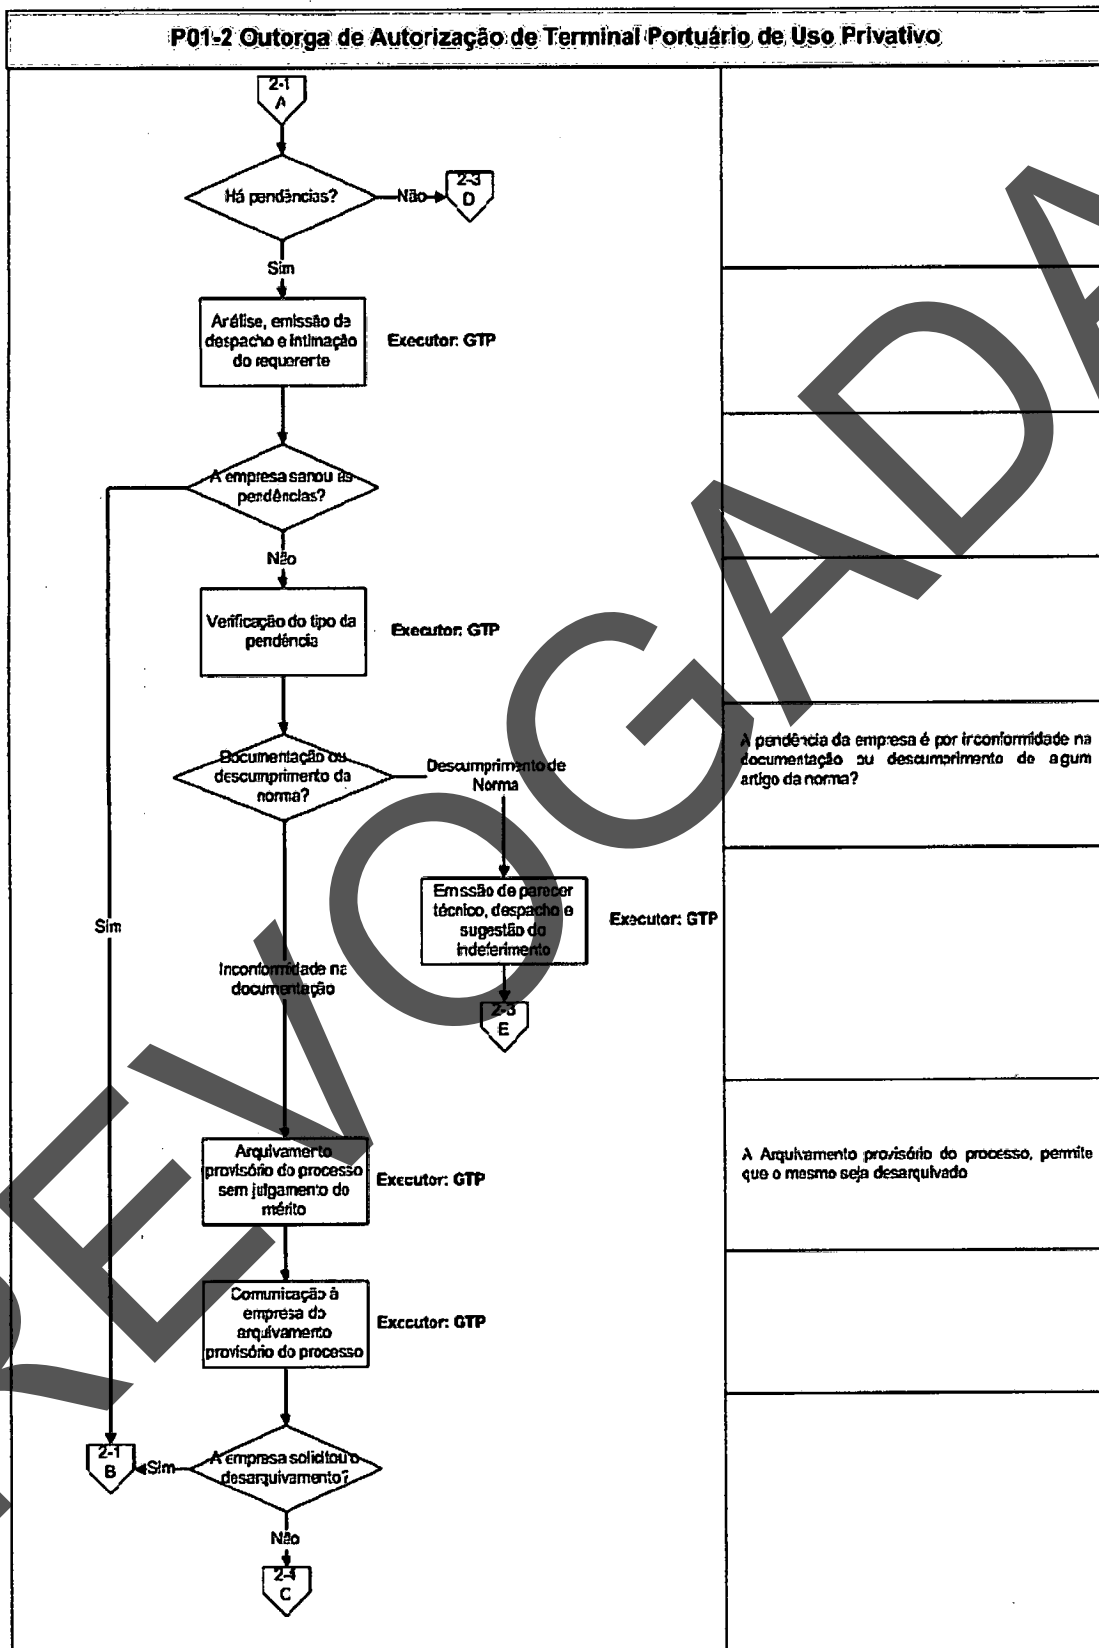 P01-2 Outorga de Autorização de Terminal Portuário de Uso Privativo
2-1
A
Há pendências?
Não
2-3
D
Sim
Análise, emissão de
despacho e intimação
do requerente
Executor: GTP
A empresa sanou as
pendências?
Não
Verificação do tipo da
pendência
Executor: GTP
Documentação ou
descumprimento da
norma?
Descumprimento de
Norma
A pendência da empresa é por inconformidade na
documentação ou descumprimento de algum
artigo da norma?
Emissão de parecer
técnico, despacho e
sugestão do
indeferimento
Executor: GTP
Sim
Inconformidade na
documentação
2-3
E
Arquivamento
provisório do processo
sem julgamento do
mérito
Executor: GTP
A Arquivamento provisório do processo, permite
que o mesmo seja desarquivado
Comunicação à
empresa do
arquivamento
provisório do processo
Executor: GTP
A empresa solicitou o
desarquivamento?
Sim
2-1
B
Não
2-4
C
REVOGADA